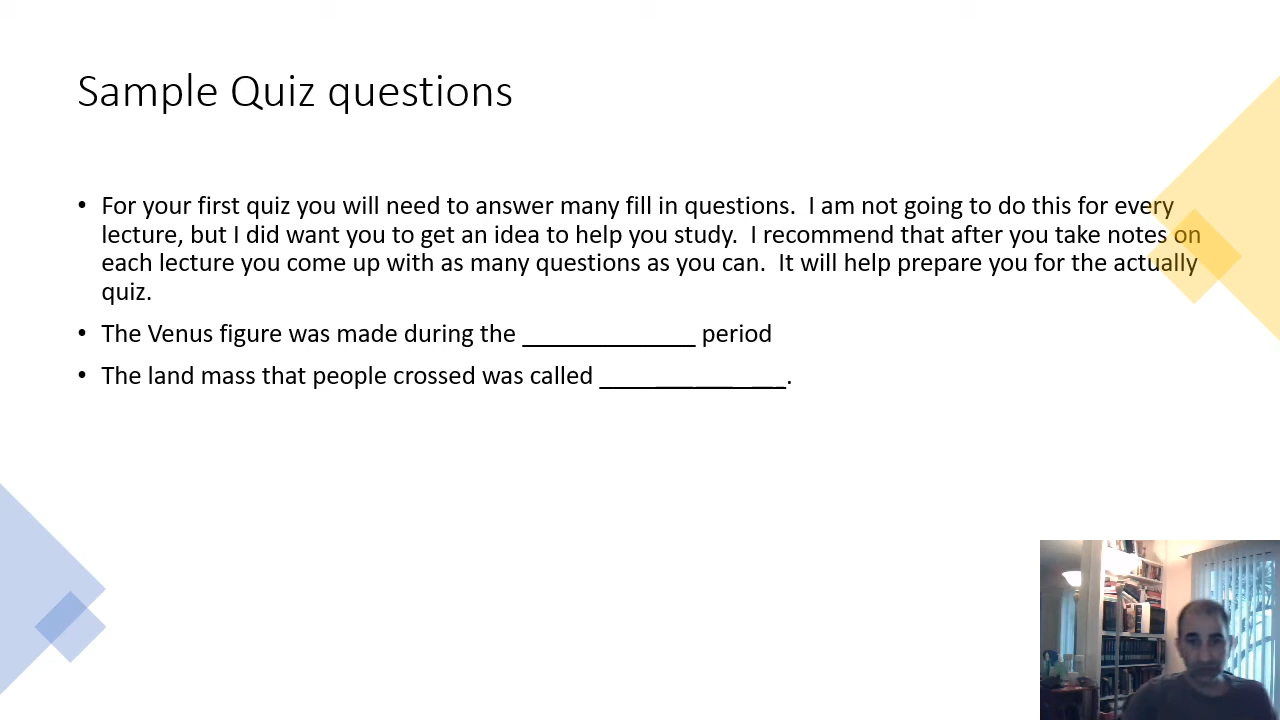 Sample Quiz questions
• For your first quiz you will need to answer many fill in questions.  I am not going to do this for every
lecture, but I did want you to get an idea to help you study.  I recommend that after you take notes on
each lecture you come up with as many questions as you can.  It will help prepare you for the actually
quiz.
• The Venus figure was made during the ______________ period
• The land mass that people crossed was called _______________.